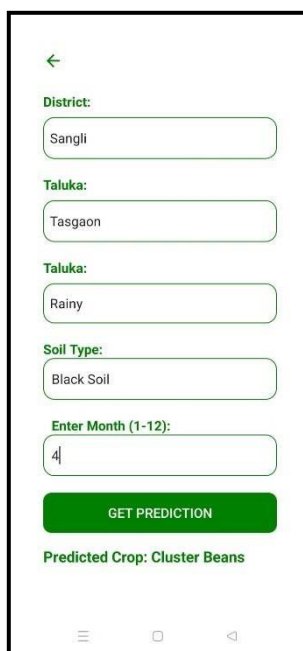 District:
Sangli
Taluka:
Tasgaon
Taluka:
Rainy
Soil Type:
Black Soil
Enter Month (1-12):
4
GET PREDICTION
Predicted Crop: Cluster Beans